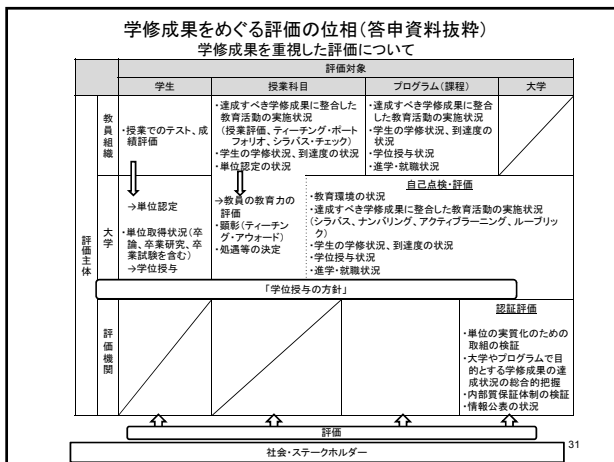 学修成果をめぐる評価の位相(答申資料抜粋)
学修成果を重視した評価について
評価対象
学生
授業科目
プログラム(課程)
大学
評価主体
教員組織
・授業でのテスト、成
績評価
・達成すべき学修成果に整合した
教育活動の実施状況
(授業評価、ティーチング・ポート
フォリオ、シラバス・チェック)
・学生の学修状況、到達度の状況
・単位認定の状況
・達成すべき学修成果に整合
した教育活動の実施状況
・学生の学修状況、到達度の
状況
・学位授与状況
・進学・就職状況
大学
→単位認定
・単位取得状況(卒
論、卒業研究、卒
業試験を含む)
→学位授与
→教員の教育力の
評価
・顕彰(ティーチン
グ・アウォード)
・処遇等の決定
自己点検・評価
・教育環境の状況
・達成すべき学修成果に整合した教育活動の実施状況
(シラバス、ナンバリング、アクティブラーニング、ルーブリッ
ク)
・学生の学修状況、到達度の状況
・学位授与状況
・進学・就職状況
「学位授与の方針」
評価機関
認証評価
・単位の実質化のための
取組の検証
・大学やプログラムで目
的とする学修成果の達
成状況の総合的把握
・内部質保証体制の検証
・情報公表の状況
評価
社会・ステークホルダー
31